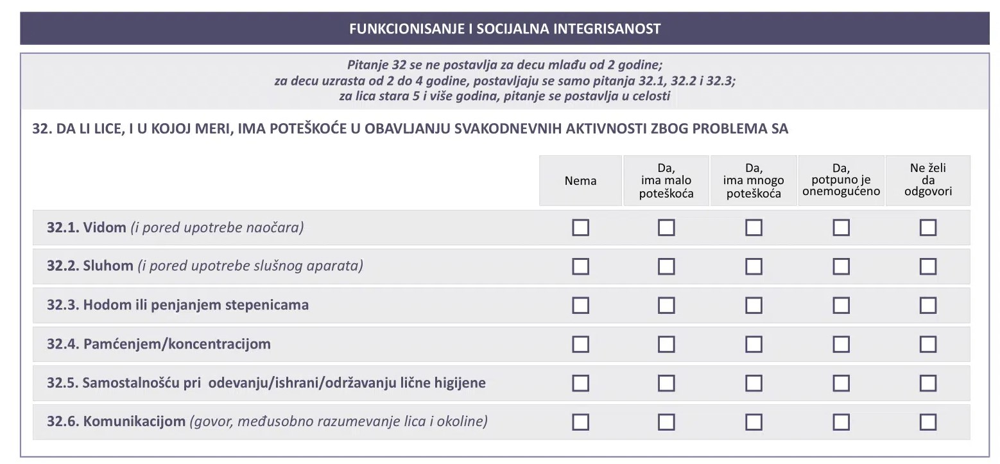 FUNKCIONISANJE I SOCIJALNA INTEGRISANOST
Pitanje 32 se ne postavlja za decu mlađu od 2 godine;
za decu uzrasta od 2 do 4 godine, postavljaju se samo pitanja 32.1, 32.2 i 32.3;
za lica stara 5 i više godina, pitanje se postavlja u celosti
32. DA LI LICE, I U KOJOJ MERI, IMA POTEŠKOĆE U OBAVLJANJU SVAKODNEVNIH AKTIVNOSTI ZBOG PROBLEMA SA
Nema
Da,
ima malo
poteškoća
Da,
ima mnogo
poteškoća
Da,
potpuno je
onemogućeno
Ne želi
da
odgovori
32.1. Vidom (i pored upotrebe naočara)
32.2. Sluhom (i pored upotrebe slušnog aparata)
32.3. Hodom ili penjanjem stepenicama
32.4. Pamćenjem/koncentracijom
32.5. Samostalnošću pri odevanju/ishrani/održavanju lične higijene
32.6. Komunikacijom (govor, međusobno razumevanje lica i okoline)